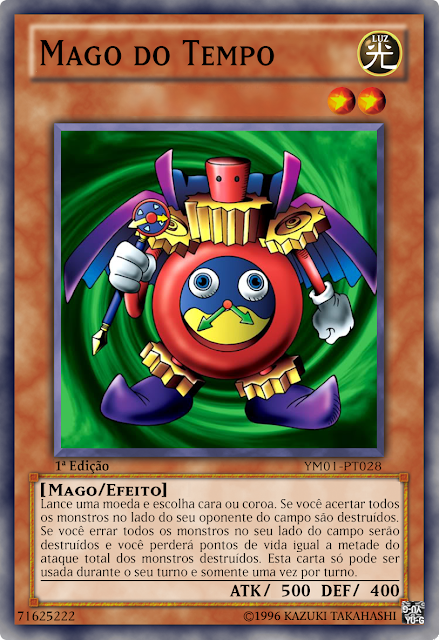 Mago do Tempo
LUZ
光
1ª Edição
YM01-PT028
[Mago/Efeito]
Lance uma moeda e escolha cara ou coroa. Se você acertar todos
os monstros no lado do seu oponente do campo são destruídos.
Se você errar todos os monstros no seu lado do campo serão
destruídos e você perderá pontos de vida igual a metade do
ataque total dos monstros destruídos. Esta carta só pode ser
usada durante o seu turno e somente uma vez por turno.
ATK/ 500 DEF/ 400
71625222
©1996 KAZUKI TAKAHASHI